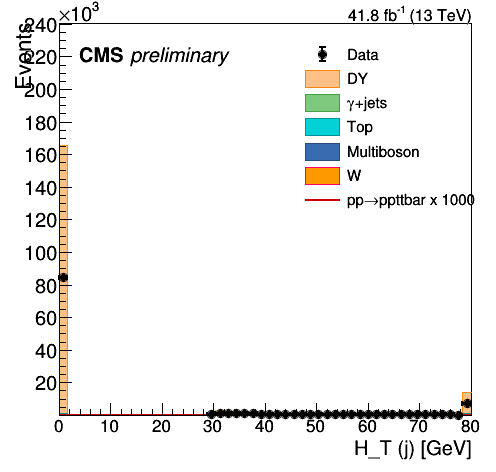 ×10³
41.8 fb⁻¹ (13 TeV)
Events
CMS preliminary
Data
DY
γ+jets
Top
Multiboson
W
pp→ppttbar x 1000
240
220
200
180
160
140
120
100
80
60
40
20
0 10 20 30 40 50 60 70 80
H_T (j) [GeV]